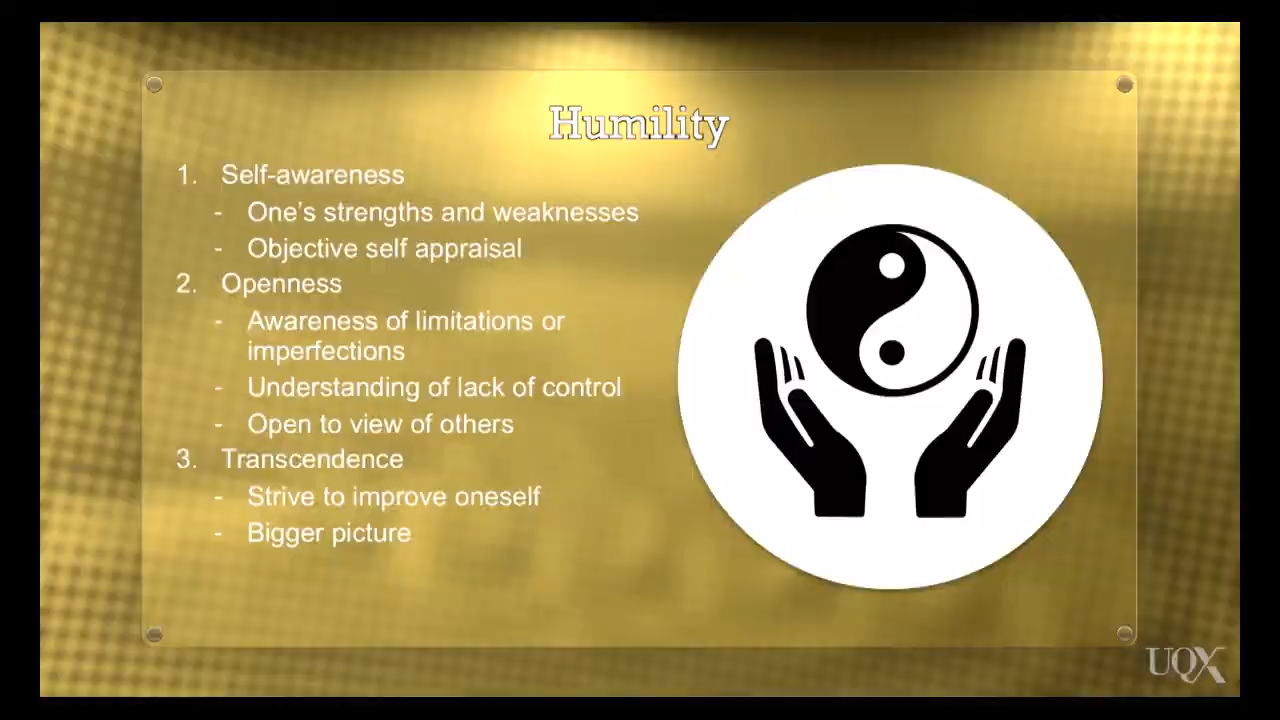 Humility
1. Self-awareness
- One's strengths and weaknesses
- Objective self appraisal
2. Openness
- Awareness of limitations or
imperfections
- Understanding of lack of control
- Open to view of others
3. Transcendence
- Strive to improve oneself
- Bigger picture
UQX